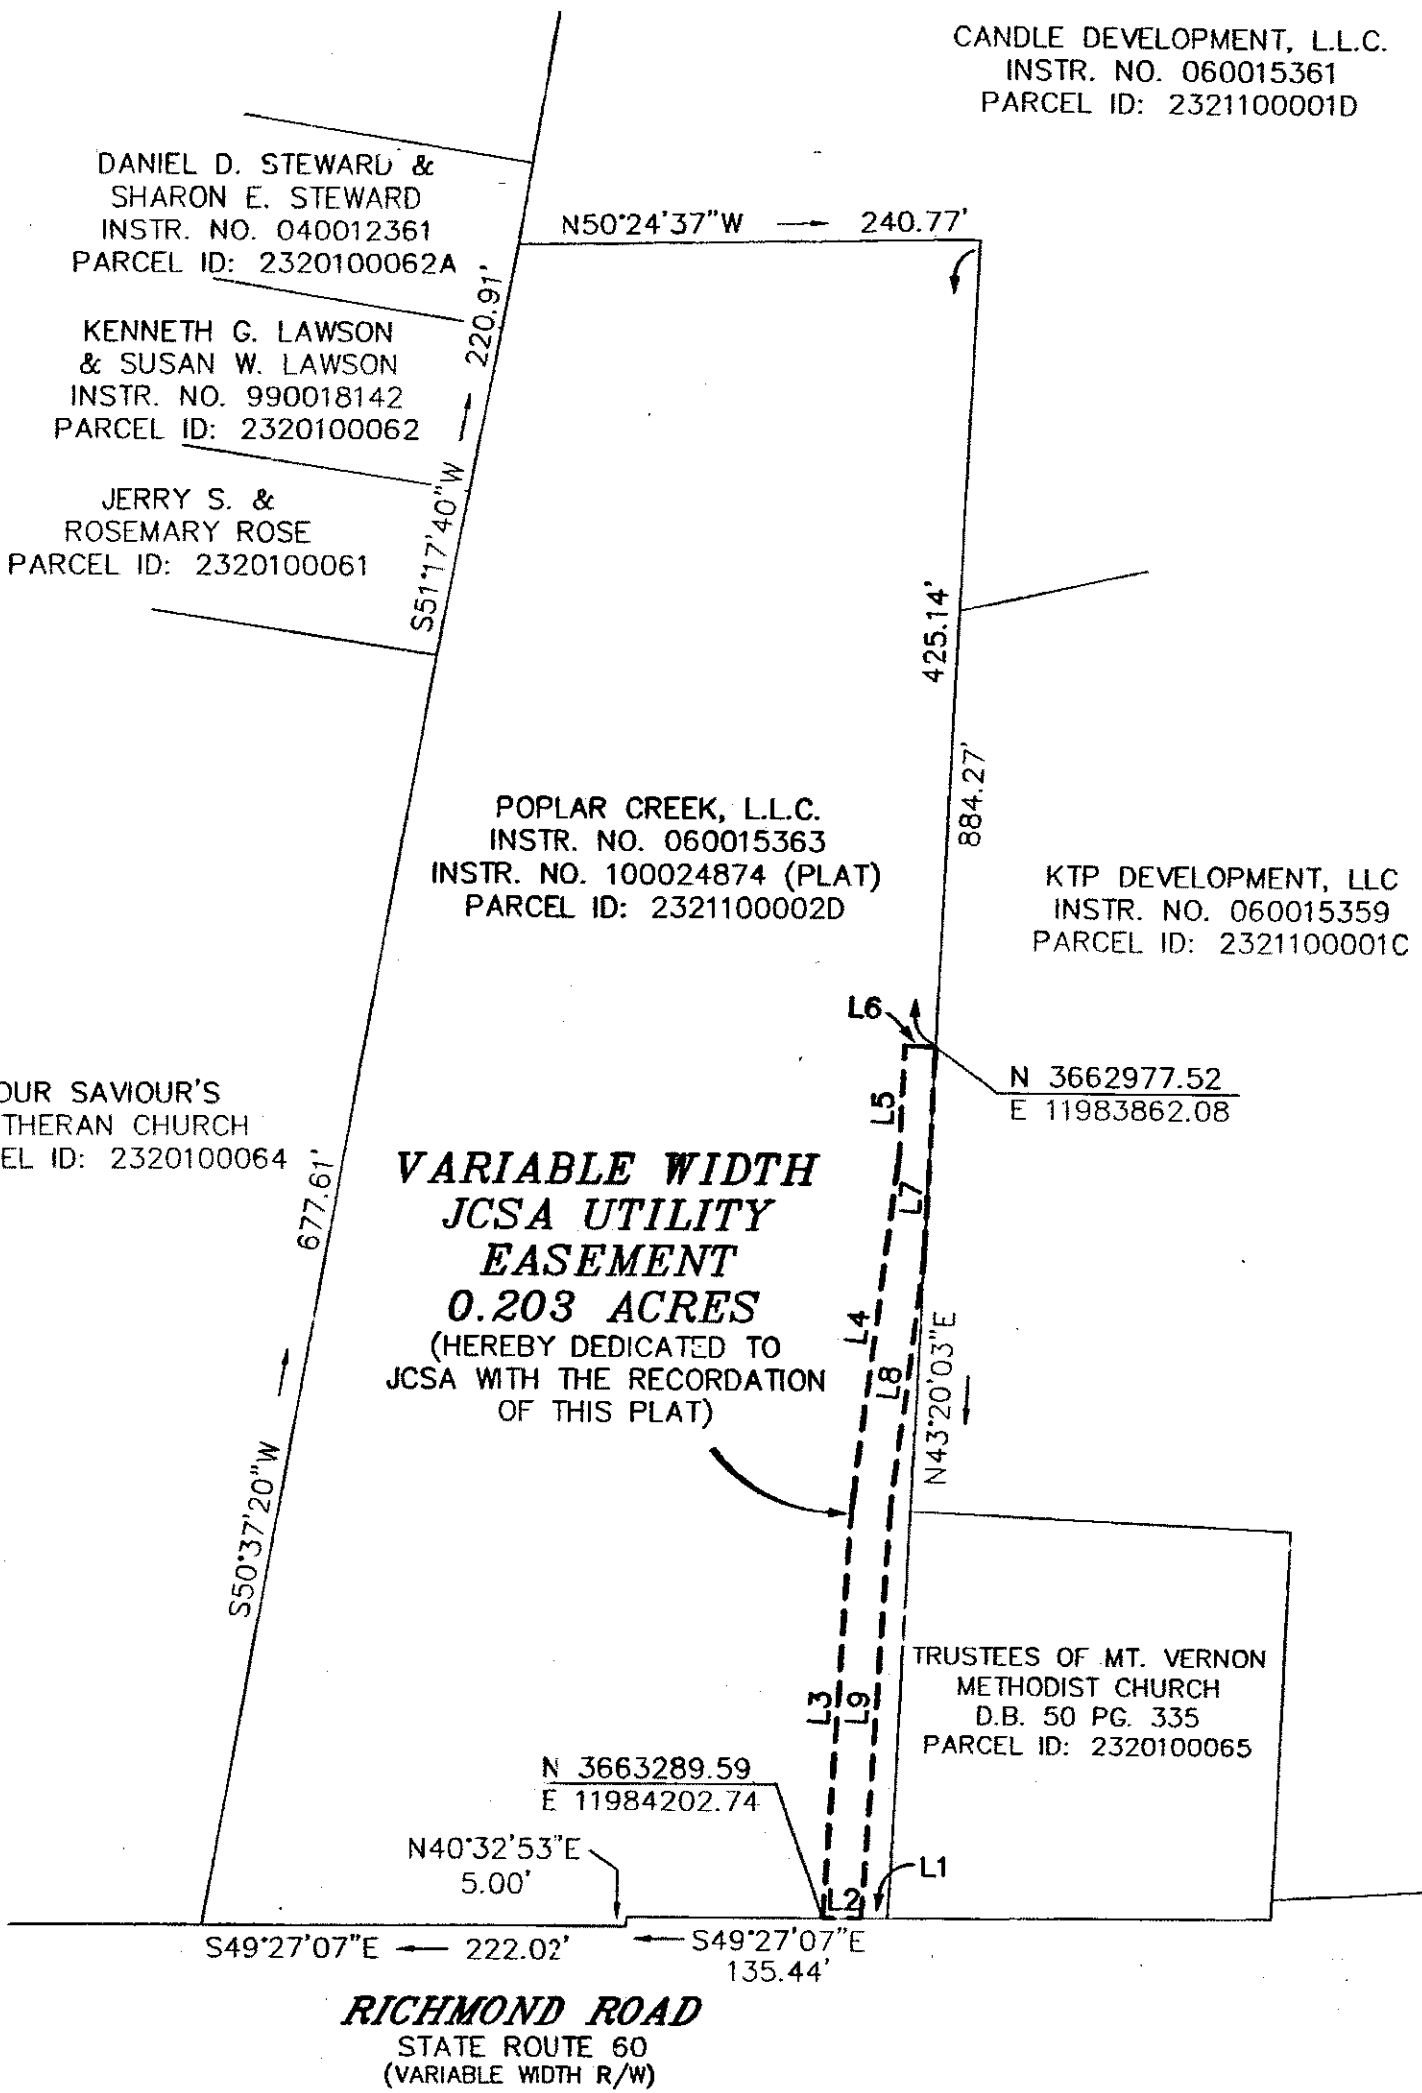 CANDLE DEVELOPMENT, L.L.C.
INSTR. NO. 060015361
PARCEL ID: 2321100001D
DANIEL D. STEWARD &
SHARON E. STEWARD
INSTR. NO. 040012361
PARCEL ID: 2320100062A
N50°24'37"W
240.77'
220.91'
KENNETH G. LAWSON
& SUSAN W. LAWSON
INSTR. NO. 990018142
PARCEL ID: 2320100062
S51°17'40"W
JERRY S. &
ROSEMARY ROSE
PARCEL ID: 2320100061
425.14'
884.27'
POPLAR CREEK, L.L.C.
INSTR. NO. 060015363
INSTR. NO. 100024874 (PLAT)
PARCEL ID: 2321100002D
KTP DEVELOPMENT, LLC
INSTR. NO. 060015359
PARCEL ID: 2321100001C
L6
N 3662977.52
E 11983862.08
L5
OUR SAVIOUR'S
THERAN CHURCH
EL ID: 2320100064
677.61'
VARIABLE WIDTH
JCSA UTILITY
EASEMENT
0.203 ACRES
(HEREBY DEDICATED TO
JCSA WITH THE RECORDATION
OF THIS PLAT)
L7
L4
L8
N43°20'03"E
S50°37'20"W
TRUSTEES OF MT. VERNON
METHODIST CHURCH
D.B. 50 PG. 335
PARCEL ID: 2320100065
L3
L9
N 3663289.59
E 11984202.74
N40°32'53"E
5.00'
L1
L2
S49°27'07"E
222.02'
S49°27'07"E
135.44'
RICHMOND ROAD
STATE ROUTE 60
(VARIABLE WIDTH R/W)